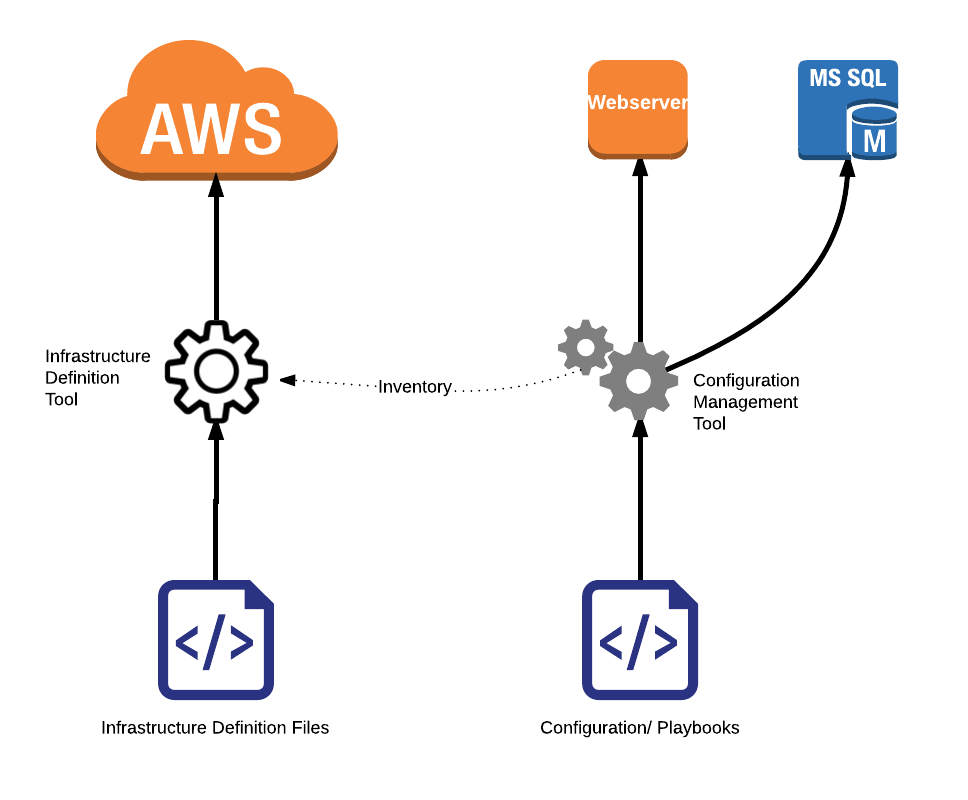 AWS
Webserver
MS SQL
M
Infrastructure
Definition
Tool
Inventory
Configuration
Management
Tool
</>
</>
Infrastructure Definition Files
Configuration/ Playbooks